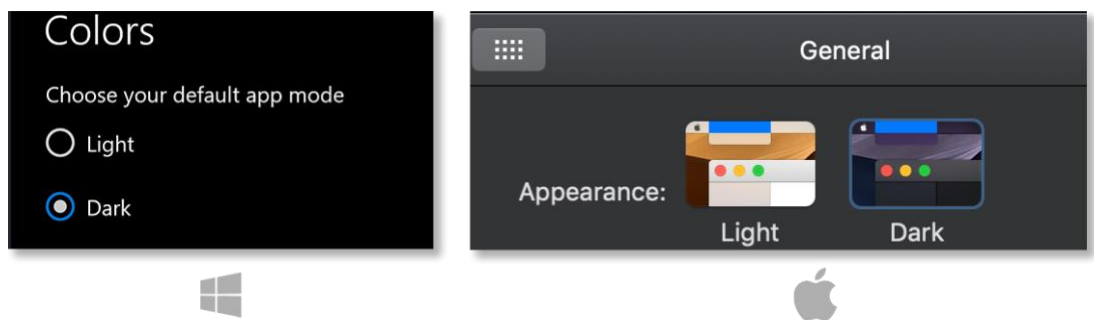 Colors
Choose your default app mode
Light
Dark
General
Appearance:
Light
Dark